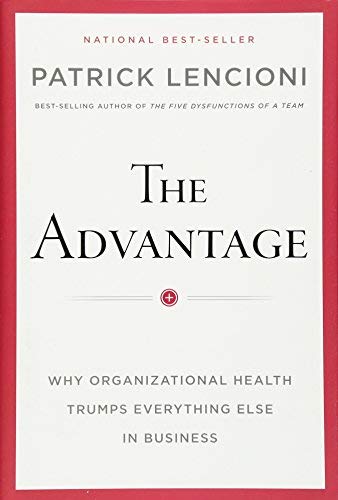 NATIONAL BEST-SELLER
PATRICK LENCIONI
BEST-SELLING AUTHOR OF THE FIVE DYSFUNCTIONS OF A TEAM
THE
ADVANTAGE
WHY ORGANIZATIONAL HEALTH
TRUMPS EVERYTHING ELSE
IN BUSINESS